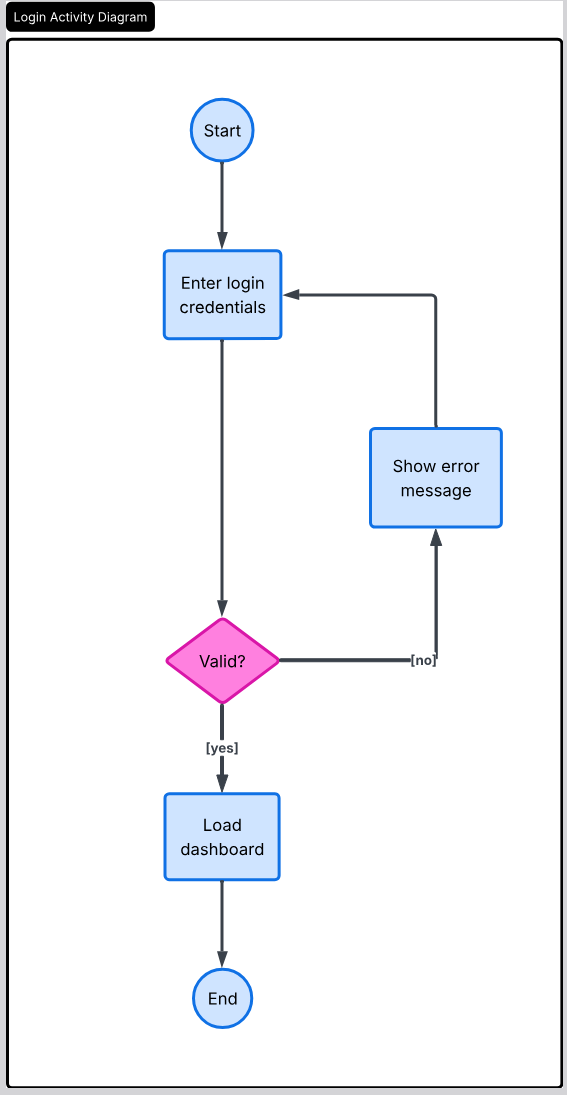 Login Activity Diagram
Start
Enter login
credentials
Show error
message
Valid?
[no]
[yes]
Load
dashboard
End